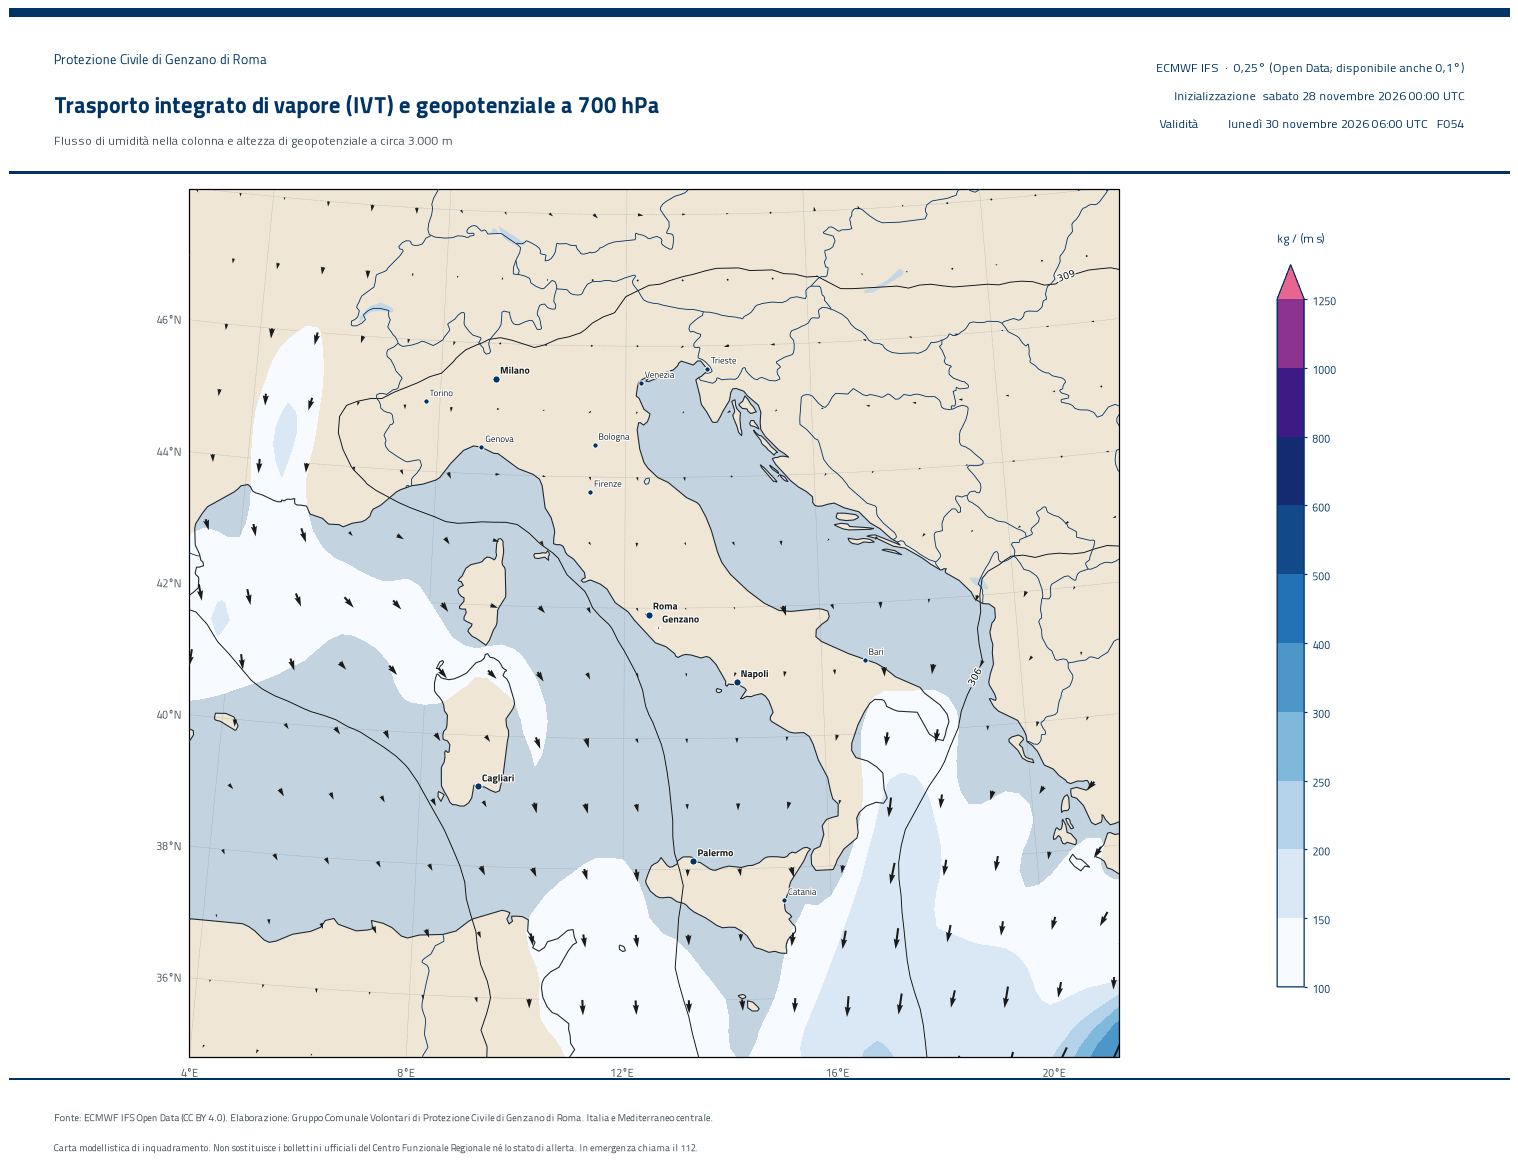 Protezione Civile di Genzano di Roma
Trasporto integrato di vapore (IVT) e geopotenziale a 700 hPa
Flusso di umidità nella colonna e altezza di geopotenziale a circa 3.000 m
ECMWF IFS · 0,25° (Open Data; disponibile anche 0,1°)
Inizializzazione sabato 28 novembre 2026 00:00 UTC
Validità lunedì 30 novembre 2026 06:00 UTC F054
kg / (m s)
1250
1000
800
600
500
400
300
250
200
150
100
46°N
44°N
42°N
40°N
38°N
36°N
4°E
8°E
12°E
16°E
20°E
309
306
Milano
Torino
Venezia
Trieste
Genova
Bologna
Firenze
Roma
Genzano
Napoli
Bari
Cagliari
Palermo
Catania
Fonte: ECMWF IFS Open Data (CC BY 4.0). Elaborazione: Gruppo Comunale Volontari di Protezione Civile di Genzano di Roma. Italia e Mediterraneo centrale.
Carta modellistica di inquadramento. Non sostituisce i bollettini ufficiali del Centro Funzionale Regionale né lo stato di allerta. In emergenza chiama il 112.